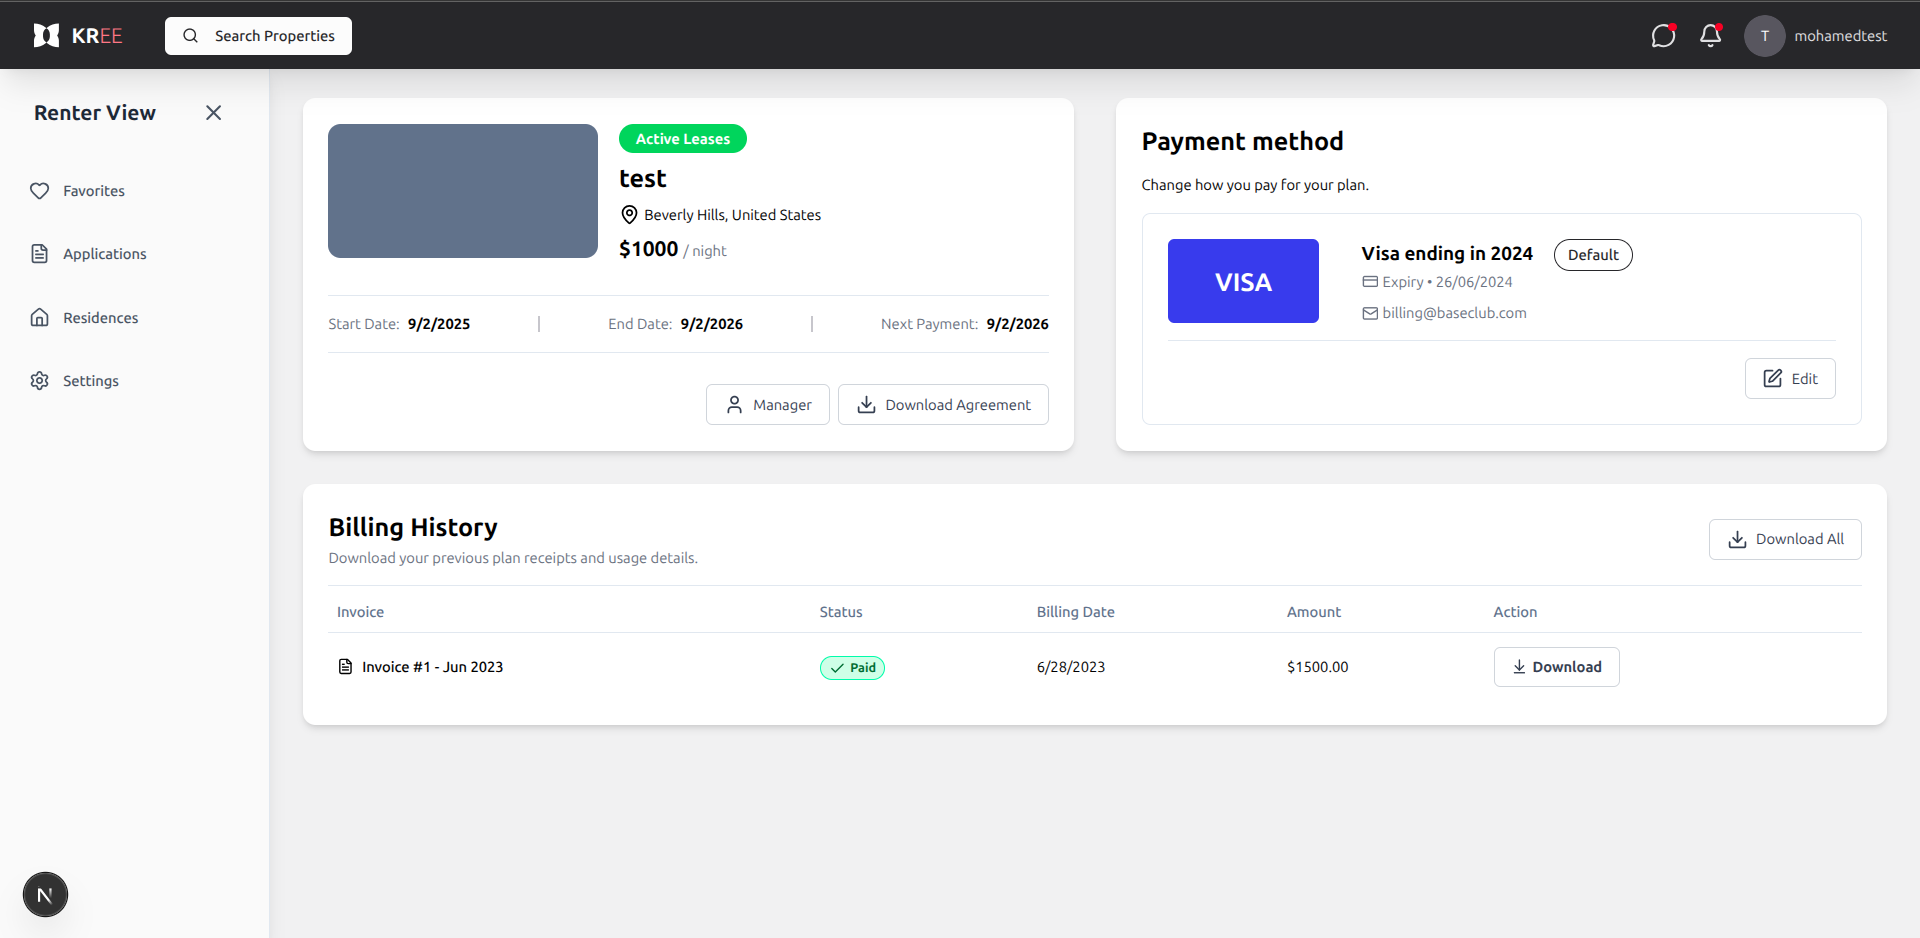 KREE
Search Properties
T
mohamedtest
Renter View
Favorites
Applications
Residences
Settings
N
Active Leases
test
Beverly Hills, United States
$1000 / night
Start Date: 9/2/2025 | End Date: 9/2/2026 | Next Payment: 9/2/2026
Manager
Download Agreement
Payment method
Change how you pay for your plan.
VISA
Visa ending in 2024
Default
Expiry • 26/06/2024
billing@baseclub.com
Edit
Billing History
Download your previous plan receipts and usage details.
Download All
Invoice Status Billing Date Amount Action
Invoice #1 - Jun 2023 Paid 6/28/2023 $1500.00 Download